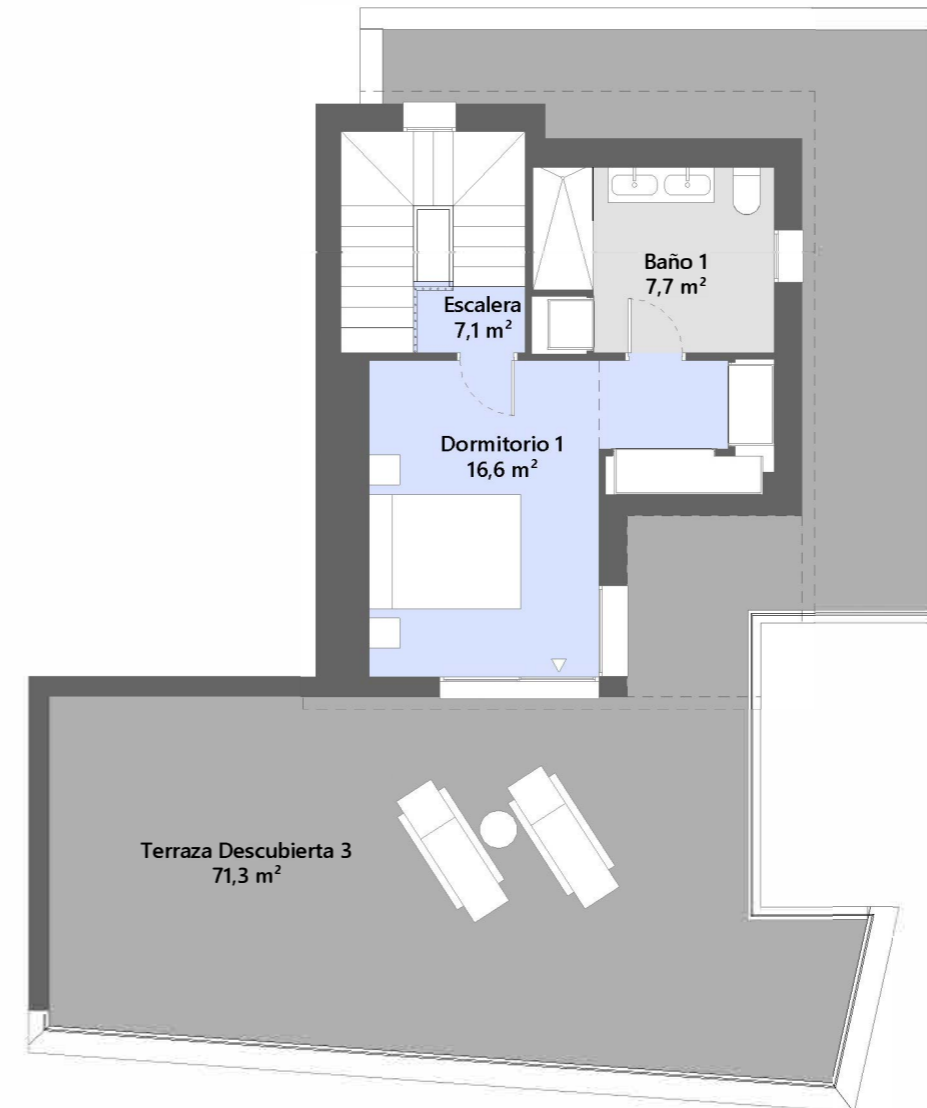 Baño 1
7,7 m²
Escalera
7,1 m²
Dormitorio 1
16,6 m²
Terraza Descubierta 3
71,3 m²